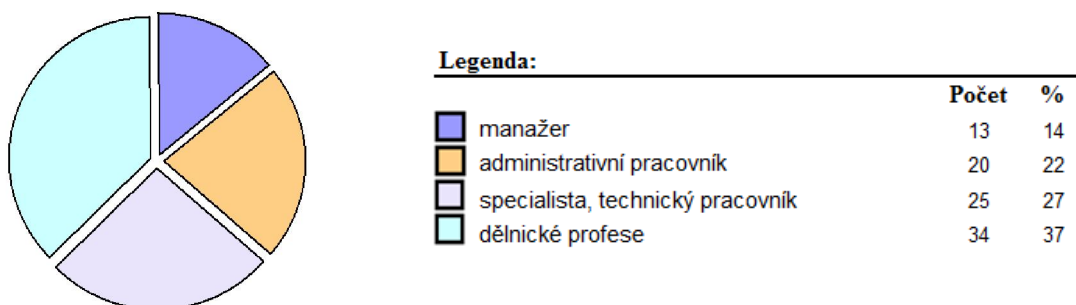 Legenda:
Počet %
manažer 13 14
administrativní pracovník 20 22
specialista, technický pracovník 25 27
dělnické profese 34 37